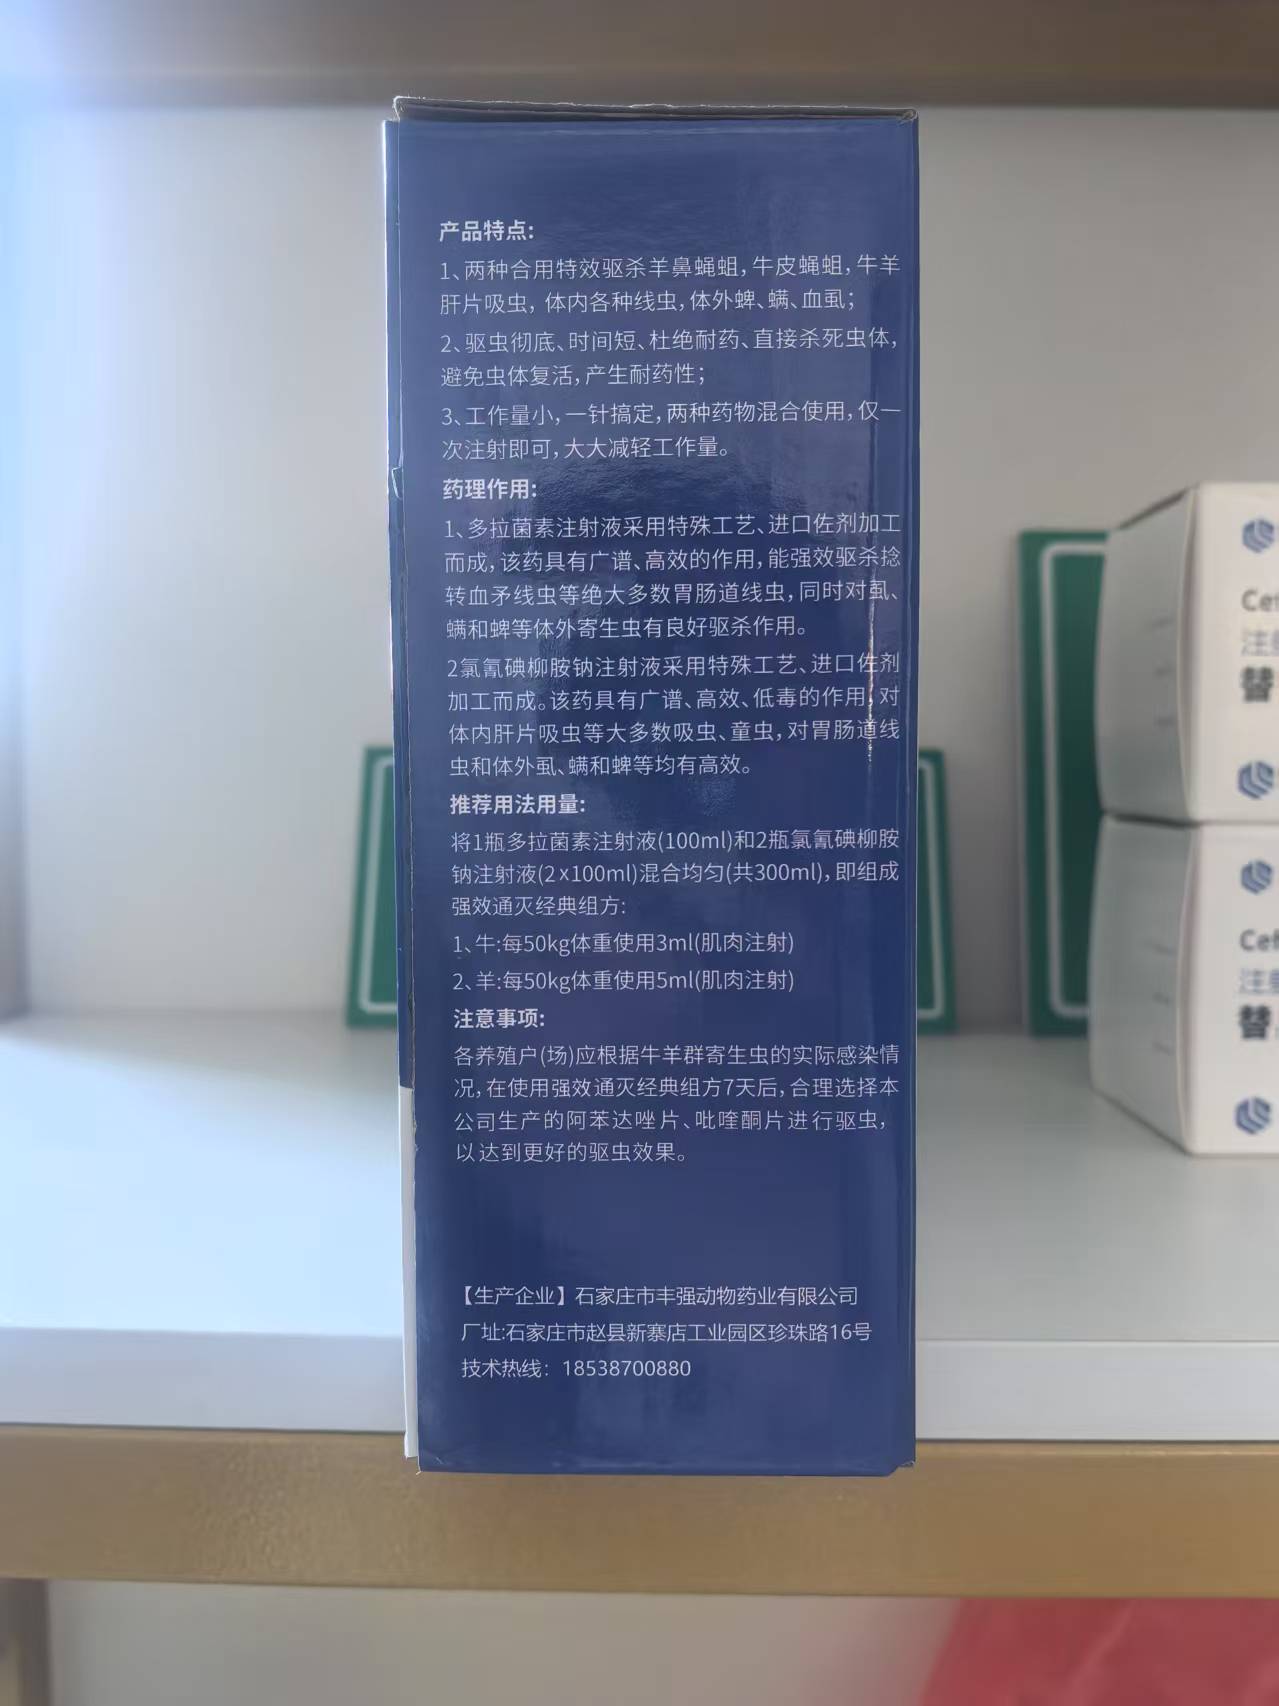 产品特点:
1、两种合用特效驱杀羊鼻蝇蛆,牛皮蝇蛆,牛羊
肝片吸虫,体内各种线虫,体外蜱、螨、血虱;
2、驱虫彻底、时间短、杜绝耐药、直接杀死虫体,
避免虫体复活,产生耐药性;
3、工作量小,一针搞定,两种药物混合使用,仅一
次注射即可,大大减轻工作量。
药理作用:
1、多拉菌素注射液采用特殊工艺、进口佐剂加工
而成,该药具有广谱、高效的作用,能强效驱杀捻
转血矛线虫等绝大多数胃肠道线虫,同时对虱、
螨和蜱等体外寄生虫有良好驱杀作用。
2氯氰碘柳胺钠注射液采用特殊工艺、进口佐剂
加工而成。该药具有广谱、高效、低毒的作用,对
体内肝片吸虫等大多数吸虫、童虫,对胃肠道线
虫和体外虱、螨和蜱等均有高效。
推荐用法用量:
将1瓶多拉菌素注射液(100ml)和2瓶氯氰碘柳胺
钠注射液(2x100ml)混合均匀(共300ml),即组成
强效通灭经典组方:
1、牛:每50kg体重使用3ml(肌肉注射)
2、羊:每50kg体重使用5ml(肌肉注射)
注意事项:
各养殖户(场)应根据牛羊群寄生虫的实际感染情
况,在使用强效通灭经典组方7天后,合理选择本
公司生产的阿苯达唑片、吡喹酮片进行驱虫,
以达到更好的驱虫效果。
【生产企业】石家庄市丰强动物药业有限公司
厂址:石家庄市赵县新寨店工业园区珍珠路16号
技术热线：18538700880
Cef
注射
替
Cef
注射
替